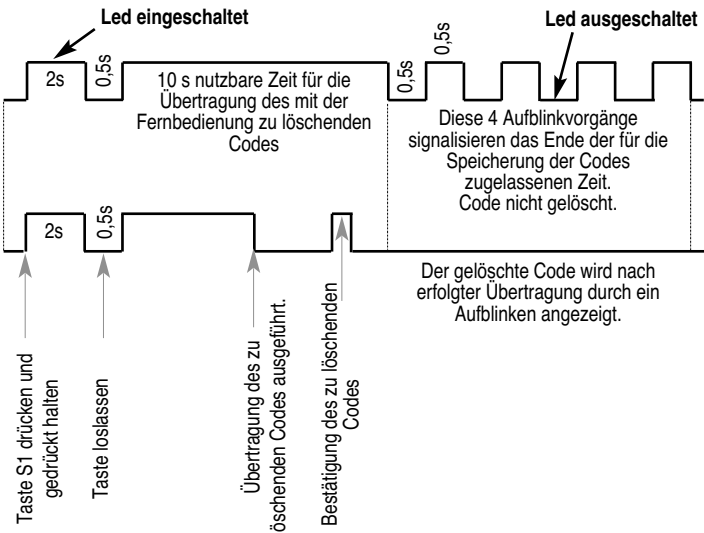 Led eingeschaltet
Led ausgeschaltet
2s
0,5s
10 s nutzbare Zeit für die
Übertragung des mit der
Fernbedienung zu löschenden
Codes
0,5s
0,5s
Diese 4 Aufblinkvorgänge
signalisieren das Ende der für die
Speicherung der Codes
zugelassenen Zeit.
Code nicht gelöscht.
2s
0,5s
Der gelöschte Code wird nach
erfolgter Übertragung durch ein
Aufblinken angezeigt.
Taste S1 drücken und
gedrückt halten
Taste loslassen
Übertragung des zu
öschenden Codes ausgeführt.
Bestätigung des zu löschenden
Codes